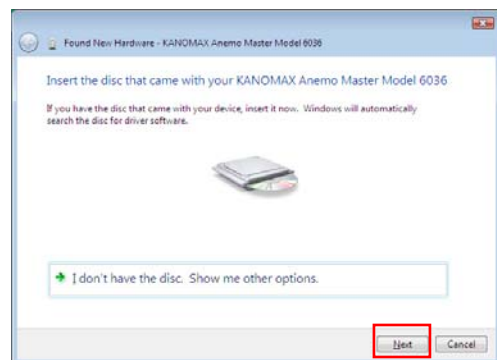 Found New Hardware - KANOMAX Anemo Master Model 6036
Insert the disc that came with your KANOMAX Anemo Master Model 6036
If you have the disc that came with your device, insert it now. Windows will automatically
search the disc for driver software.
I don't have the disc. Show me other options.
Next Cancel